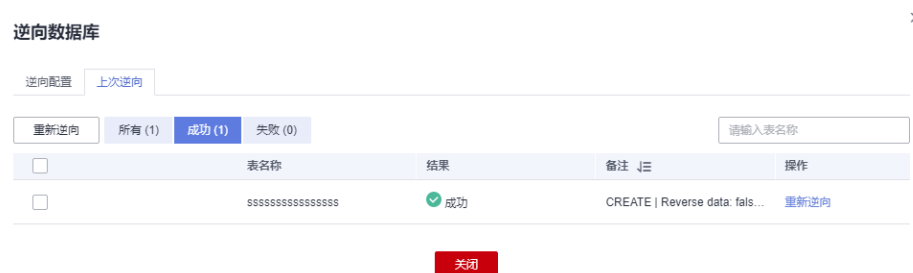 逆向数据库
逆向配置 上次逆向
重新逆向 所有 (1) 成功 (1) 失败 (0) 请输入表名称
表名称 结果 备注 操作
ssssssssssssssss 成功 CREATE | Reverse data: fals... 重新逆向
关闭